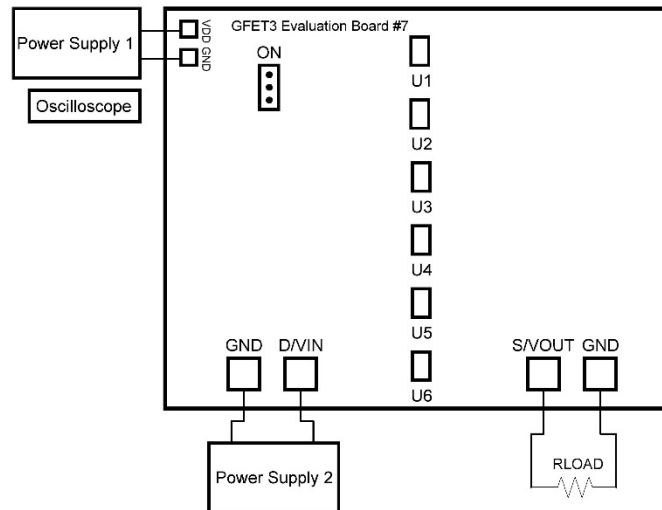 GFET3 Evaluation Board #7
Power Supply 1
VDD
GND
ON
Oscilloscope
U1
U2
U3
U4
U5
U6
GND D/VIN
S/VOUT GND
Power Supply 2
RLOAD